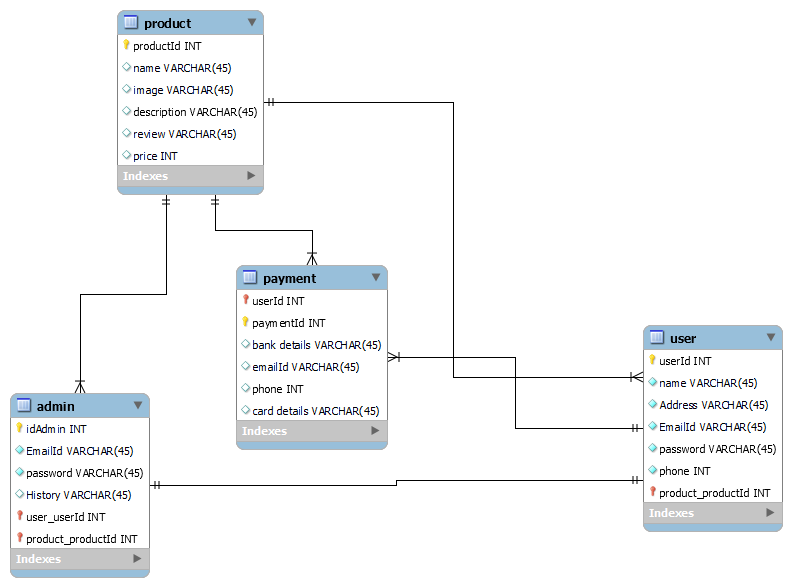 product
productId INT
name VARCHAR(45)
image VARCHAR(45)
description VARCHAR(45)
review VARCHAR(45)
price INT
Indexes
payment
userId INT
paymentId INT
bank details VARCHAR(45)
emailId VARCHAR(45)
phone INT
card details VARCHAR(45)
Indexes
user
userId INT
name VARCHAR(45)
Address VARCHAR(45)
EmailId VARCHAR(45)
password VARCHAR(45)
phone INT
product_productId INT
Indexes
admin
idAdmin INT
EmailId VARCHAR(45)
password VARCHAR(45)
History VARCHAR(45)
user_userId INT
product_productId INT
Indexes